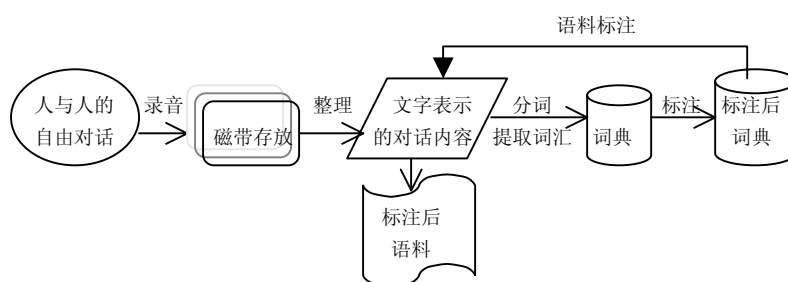 语料标注
人与人的
自由对话
录音
磁带存放
整理
文字表示
的对话内容
分词
提取词汇
词典
标注
标注后
词典
标注后
语料